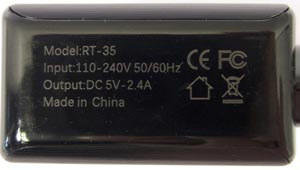 Model:RT-35
Input:110-240V 50/60Hz
Output:DC 5V-2.4A
Made in China
CE FC